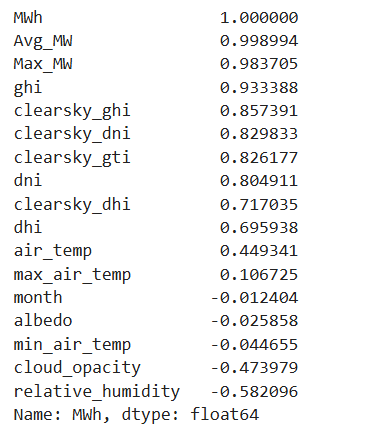 MWh 1.000000
Avg_MW 0.998994
Max_MW 0.983705
ghi 0.933388
clearsky_ghi 0.857391
clearsky_dni 0.829833
clearsky_gti 0.826177
dni 0.804911
clearsky_dhi 0.717035
dhi 0.695938
air_temp 0.449341
max_air_temp 0.106725
month -0.012404
albedo -0.025858
min_air_temp -0.044655
cloud_opacity -0.473979
relative_humidity -0.582096
Name: MWh, dtype: float64